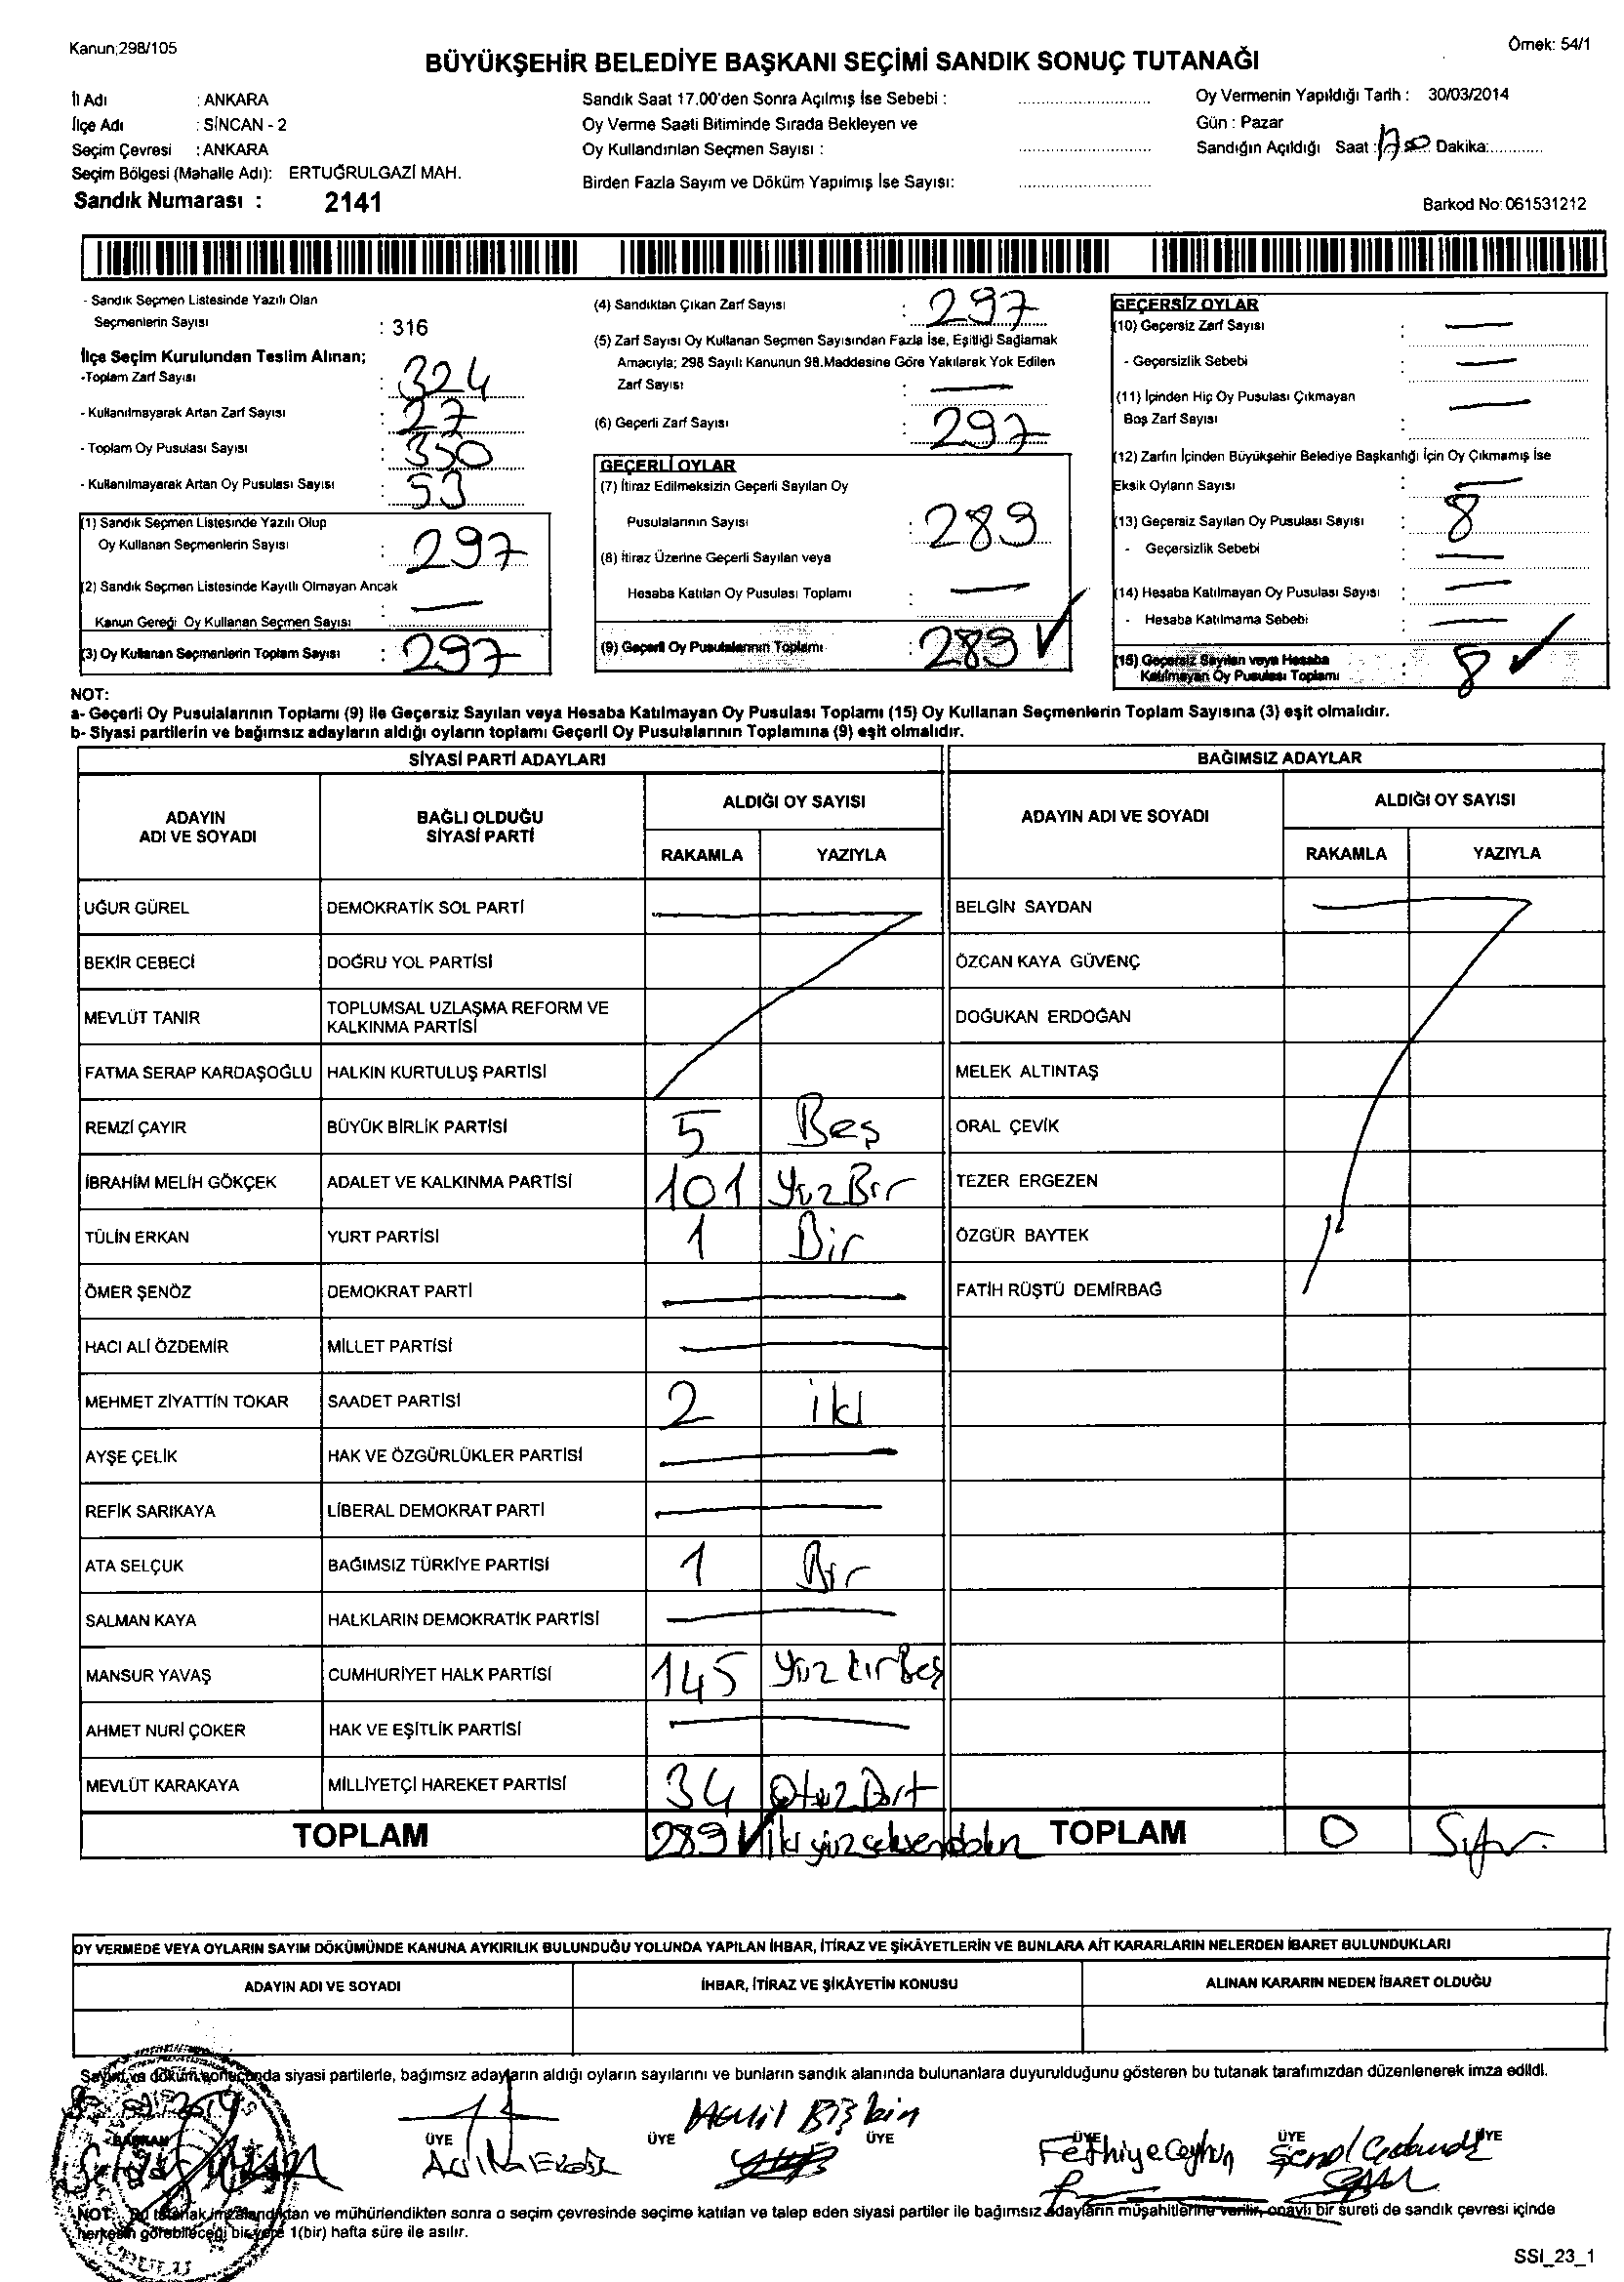 Kanun;298/105
Örnek: 54/1
BÜYÜKŞEHİR BELEDİYE BAŞKANI SEÇİMİ SANDIK SONUÇ TUTANAĞI
İl Adı : ANKARA
İlçe Adı : SİNCAN - 2
Seçim Çevresi : ANKARA
Seçim Bölgesi (Mahalle Adı): ERTUĞRULGAZİ MAH.
Sandık Numarası : 2141
Sandık Saat 17.00'den Sonra Açılmış İse Sebebi :
Oy Verme Saati Bitiminde Sırada Bekleyen ve
Oy Kullandırılan Seçmen Sayısı :
Birden Fazla Sayım ve Döküm Yapılmış İse Sayısı:
Oy Vermenin Yapıldığı Tarih : 30/03/2014
Gün : Pazar
Sandığın Açıldığı Saat : Dakika:
Barkod No: 061531212
- Sandık Seçmen Listesinde Yazılı Olan
Seçmenlerin Sayısı : 316
İlçe Seçim Kurulundan Teslim Alınan;
-Toplam Zarf Sayısı : 324
- Kullanılmayarak Artan Zarf Sayısı : 27
- Toplam Oy Pusulası Sayısı : 350
- Kullanılmayarak Artan Oy Pusulası Sayısı : 53
(1) Sandık Seçmen Listesinde Yazılı Olup
Oy Kullanan Seçmenlerin Sayısı : 297
(2) Sandık Seçmen Listesinde Kayıtlı Olmayan Ancak
Kanun Gereği Oy Kullanan Seçmen Sayısı : —
(3) Oy Kullanan Seçmenlerin Toplam Sayısı : 297
(4) Sandıktan Çıkan Zarf Sayısı : 297
(5) Zarf Sayısı Oy Kullanan Seçmen Sayısından Fazla İse, Eşitliği Sağlamak
Amacıyla; 298 Sayılı Kanunun 98.Maddesine Göre Yakılarak Yok Edilen
Zarf Sayısı : —
(6) Geçerli Zarf Sayısı : 297
GEÇERLİ OYLAR
(7) İtiraz Edilmeksizin Geçerli Sayılan Oy
Pusulalarının Sayısı : 289
(8) İtiraz Üzerine Geçerli Sayılan veya
Hesaba Katılan Oy Pusulası Toplamı : —
(9) Geçerli Oy Pusulalarının Toplamı : 289 ✓
GEÇERSİZ OYLAR
(10) Geçersiz Zarf Sayısı : —
- Geçersizlik Sebebi : —
(11) İçinden Hiç Oy Pusulası Çıkmayan
Boş Zarf Sayısı : —
(12) Zarfın İçinden Büyükşehir Belediye Başkanlığı İçin Oy Çıkmamış İse
Eksik Oyların Sayısı : —
(13) Geçersiz Sayılan Oy Pusulası Sayısı : 8
- Geçersizlik Sebebi : —
(14) Hesaba Katılmayan Oy Pusulası Sayısı : —
- Hesaba Katılmama Sebebi : —
(15) Geçersiz Sayılan veya Hesaba
Katılmayan Oy Pusulası Toplamı : 8 ✓
NOT:
a- Geçerli Oy Pusulalarının Toplamı (9) ile Geçersiz Sayılan veya Hesaba Katılmayan Oy Pusulası Toplamı (15) Oy Kullanan Seçmenlerin Toplam Sayısına (3) eşit olmalıdır.
b- Siyasi partilerin ve bağımsız adayların aldığı oyların toplamı Geçerli Oy Pusulalarının Toplamına (9) eşit olmalıdır.
SİYASİ PARTİ ADAYLARI BAĞIMSIZ ADAYLAR
ADAYIN ADI VE SOYADI BAĞLI OLDUĞU SİYASİ PARTİ ALDIĞI OY SAYISI ADAYIN ADI VE SOYADI ALDIĞI OY SAYISI
RAKAMLA YAZIYLA RAKAMLA YAZIYLA
UĞUR GÜREL DEMOKRATİK SOL PARTİ — BELGİN SAYDAN —
BEKİR CEBECİ DOĞRU YOL PARTİSİ ÖZCAN KAYA GÜVENÇ
MEVLÜT TANIR TOPLUMSAL UZLAŞMA REFORM VE KALKINMA PARTİSİ DOĞUKAN ERDOĞAN
FATMA SERAP KARDAŞOĞLU HALKIN KURTULUŞ PARTİSİ MELEK ALTINTAŞ
REMZİ ÇAYIR BÜYÜK BİRLİK PARTİSİ 5 Beş ORAL ÇEVİK
İBRAHİM MELİH GÖKÇEK ADALET VE KALKINMA PARTİSİ 101 YüzBir TEZER ERGEZEN
TÜLİN ERKAN YURT PARTİSİ 1 Bir ÖZGÜR BAYTEK
ÖMER ŞENÖZ DEMOKRAT PARTİ — FATİH RÜŞTÜ DEMİRBAĞ
HACI ALİ ÖZDEMİR MİLLET PARTİSİ —
MEHMET ZİYATTİN TOKAR SAADET PARTİSİ 2 iki
AYŞE ÇELİK HAK VE ÖZGÜRLÜKLER PARTİSİ —
REFİK SARIKAYA LİBERAL DEMOKRAT PARTİ —
ATA SELÇUK BAĞIMSIZ TÜRKİYE PARTİSİ 1 Bir
SALMAN KAYA HALKLARIN DEMOKRATİK PARTİSİ —
MANSUR YAVAŞ CUMHURİYET HALK PARTİSİ 145 Yüz kırBeş
AHMET NURİ ÇOKER HAK VE EŞİTLİK PARTİSİ —
MEVLÜT KARAKAYA MİLLİYETÇİ HAREKET PARTİSİ 34 OtuzDört
TOPLAM 289 ✓ iki yüz TOPLAM 0 Sıfır
OY VERMEDE VEYA OYLARIN SAYIM DÖKÜMÜNDE KANUNA AYKIRILIK BULUNDUĞU YOLUNDA YAPILAN İHBAR, İTİRAZ VE ŞİKÂYETLERİN VE BUNLARA AİT KARARLARIN NELERDEN İBARET BULUNDUKLARI
ADAYIN ADI VE SOYADI İHBAR, İTİRAZ VE ŞİKÂYETİN KONUSU ALINAN KARARIN NEDEN İBARET OLDUĞU
Sayım ve döküm sonucunda siyasi partilerle, bağımsız adayların aldığı oyların sayılarını ve bunların sandık alanında bulunanlara duyurulduğunu gösteren bu tutanak tarafımızdan düzenlenerek imza edildi.
BAŞKAN ÜYE ÜYE ÜYE ÜYE ÜYE ÜYE
Fethiye Ceyhun Şenol
NOT: Bu tutanak imzalandıktan ve mühürlendikten sonra o seçim çevresinde seçime katılan ve talep eden siyasi partiler ile bağımsız adayların müşahitlerine verilir, onaylı bir sureti de sandık çevresi içinde
herkesin görebileceği bir yere 1(bir) hafta süre ile asılır.
SSI_23_1